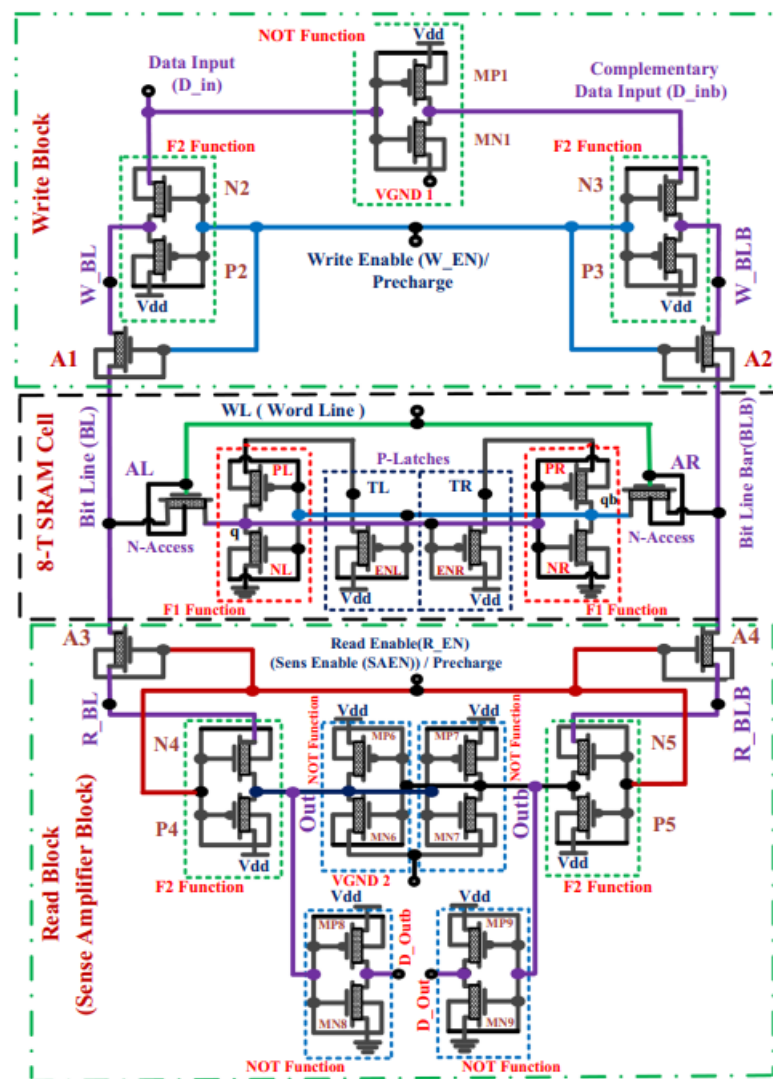 NOT Function
Vdd
Data Input
(D_in)
MP1
Complementary
Data Input (D_inb)
MN1
F2 Function
F2 Function
VGND 1
N2
N3
Write Block
Write Enable (W_EN)/
Precharge
P2
P3
W_BL
W_BLB
Vdd
Vdd
A1
A2
WL ( Word Line )
Bit Line (BL)
Bit Line Bar(BLB)
8-T SRAM Cell
AL
PL
P-Latches
PR
AR
TL
TR
qb
q
N-Access
N-Access
NL
ENL
ENR
NR
Vdd
Vdd
F1 Function
F1 Function
A3
A4
Read Enable(R_EN)
(Sens Enable (SAEN)) / Precharge
R_BL
R_BLB
Vdd
Vdd
N4
NOT Function
MP6
MP7
NOT Function
N5
P4
Out
MN6
MN7
Outb
P5
Vdd
Vdd
F2 Function
VGND 2
F2 Function
Read Block
(Sense Amplifier Block)
Vdd
Vdd
MP8
D_Outb
MP9
MN8
D_Out
MN9
NOT Function
NOT Function